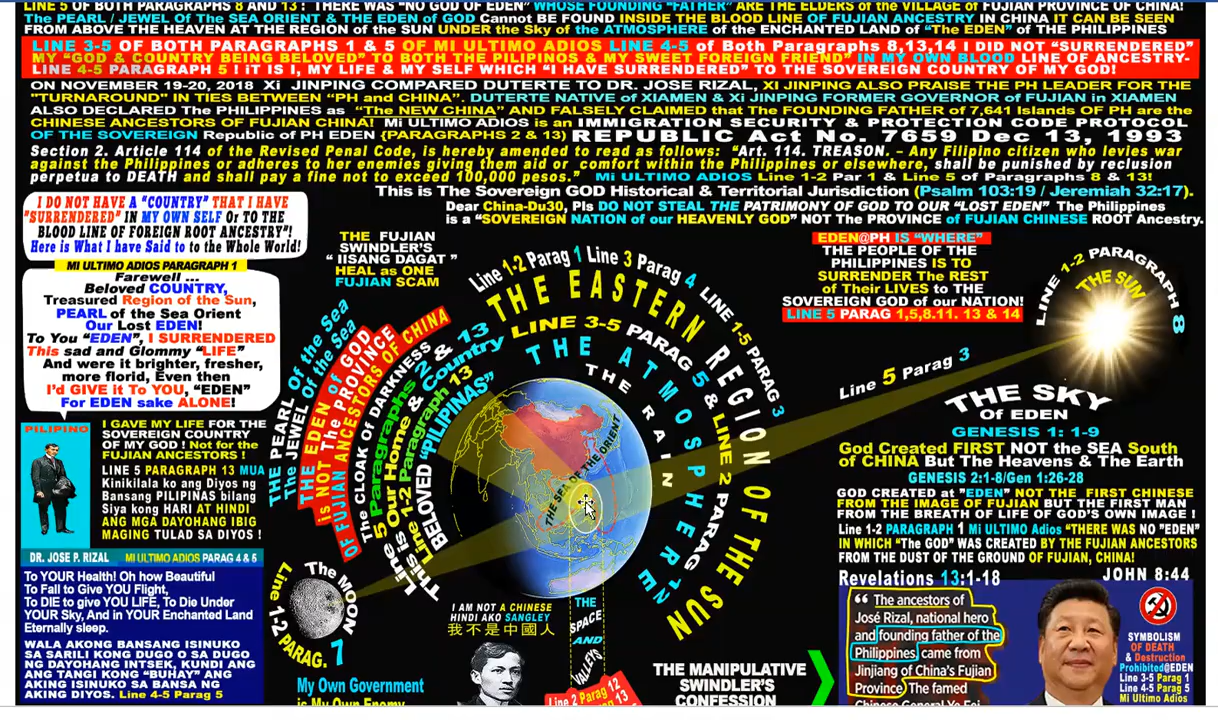 LINE 5 OF BOTH PARAGRAPHS 8 AND 13 : THERE WAS "NO GOD OF EDEN" WHOSE FOUNDING "FATHER" ARE THE ELDERS of the VILLAGE of FUJIAN PROVINCE OF CHINA!
The PEARL / JEWEL Of The SEA ORIENT & THE EDEN of GOD Cannot BE FOUND INSIDE THE BLOOD LINE OF FUJIAN ANCESTRY IN CHINA IT CAN BE SEEN
FROM ABOVE THE HEAVEN AT THE REGION of the SUN UNDER the Sky of the ATMOSPHERE of the ENCHANTED LAND of "The EDEN" OF THE PHILIPPINES
LINE 3-5 OF BOTH PARAGRAPHS 1 & 5 OF MI ULTIMO ADIOS LINE 4-5 of Both Paragraphs 8,13,14 I DID NOT "SURRENDERED"
MY "GOD & COUNTRY BEING BELOVED" TO BOTH THE PILIPINOS & MY SWEET FOREIGN FRIEND" IN MY OWN BLOOD LINE OF ANCESTRY-
LINE 4-5 PARAGRAPH 5 ! iT IS I, MY LIFE & MY SELF WHICH "I HAVE SURRENDERED" TO THE SOVEREIGN COUNTRY OF MY GOD!
ON NOVEMBER 19-20, 2018 Xi JINPING COMPARED DUTERTE TO DR. JOSE RIZAL, XI JINPING ALSO PRAISE THE PH LEADER FOR THE
"TURNAROUND" IN TIES BETWEEN "PH and CHINA". DUTERTE NATIVE of XIAMEN & Xi JINPING FORMER GOVERNOR of FUJIAN in XIAMEN
ALSO DECLARED The PHILIPPINES as "The NEW CHINA" AND FALSELY CLAIMED that The FOUNDING FATHER OF 7,641 Islands OF PH are the
CHINESE ANCESTORS OF FUJIAN CHINA! Mi ULTIMO ADIOS is an IMMIGRATION SECURITY & PROTECTION CODE PROTOCOL
OF THE SOVEREIGN Republic of PH EDEN {PARAGRAPHS 2 & 13) REPUBLIC Act No. 7659 Dec 13, 1993
Section 2. Article 114 of the Revised Penal Code, is hereby amended to read as follows: "Art. 114. TREASON. – Any Filipino citizen who levies war
against the Philippines or adheres to her enemies giving them aid or comfort within the Philippines or elsewhere, shall be punished by reclusion
perpetua to DEATH and shall pay a fine not to exceed 100,000 pesos." Mi ULTIMO ADIOS Line 1-2 Par 1 & Line 5 of Paragraphs 8 & 13!
This is The Sovereign GOD Historical & Territorial Jurisdiction (Psalm 103:19 / Jeremiah 32:17).
Dear China-Du30, Pls DO NOT STEAL THE PATRIMONY OF GOD TO OUR "LOST EDEN" The Philippines
is a "SOVEREIGN NATION of our HEAVENLY GOD" NOT The PROVINCE of FUJIAN CHINESE ROOT Ancestry.
I DO NOT HAVE A "COUNTRY" THAT I HAVE
"SURRENDERED" IN MY OWN SELF Or TO THE
BLOOD LINE OF FOREIGN ROOT ANCESTRY"!
Here is What I have Said to to the Whole World!
MI ULTIMO ADIOS PARAGRAPH 1
Farewell ...
Beloved COUNTRY,
Treasured Region of the Sun,
PEARL of the Sea Orient
Our Lost EDEN!
To You "EDEN", I SURRENDERED
This sad and Glommy "LIFE"
And were it brighter, fresher,
more florid, Even then
I'd GIVE it To YOU, "EDEN"
For EDEN sake ALONE!
THE FUJIAN
SWINDLER'S
" IISANG DAGAT "
HEAL as ONE
FUJIAN SCAM
PILIPINO
I GAVE MY LIFE FOR THE
SOVEREIGN COUNTRY
OF MY GOD ! Not for the
FUJIAN ANCESTORS !
LINE 5 PARAGRAPH 13 MUA
Kinikilala ko ang Diyos ng
Bansang PILIPINAS bilang
Siya kong HARI AT HINDI
ANG MGA DAYOHANG IBIG
MAGING TULAD SA DIYOS !
DR. JOSE P. RIZAL MI ULTIMO ADIOS PARAG 4 & 5
To YOUR Health! Oh how Beautiful
To Fall to Give YOU Flight,
To DIE to give YOU LIFE, To Die Under
YOUR Sky, And in YOUR Enchanted Land
Eternally sleep.
WALA AKONG BANSANG ISINUKO
SA SARILI KONG DUGO O SA DUGO
NG DAYOHANG INTSEK, KUNDI ANG
ANG TANGI KONG "BUHAY" ANG
AKING ISINUKO SA BANSA NG
AKING DIYOS. Line 4-5 Parag 5
THE PEARL Of the Sea
The JEWEL Of the Sea
THE EDEN of GOD
is NOT The PROVINCE
OF FUJIAN ANCESTORS OF CHINA
The CLOAK Of DARKNESS
Line 5 Paragraphs 2 & 13
This is Our Home & Country
Line 1-2 Paragraph 13
BELOVED "PILIPINAS"
Line 1-2 Parag 1 Line 3 Parag 4 LINE 1-5 PARAG 3
THE EASTERN REGION OF THE SUN
LINE 3-5 PARAG 5 & LINE 2 PARAG 7
THE ATMOSPHERE
THE RAIN
THE SEA OF THE ORIENT
The MOON
Line 1-2 PARAG. 7
I AM NOT A CHINESE
HINDI AKO SANGLEY
我不是中國人
THE
SPACE
AND
VALLEYS
Line 2 Parag 12
My Own Government
is My Own Enemy
THE MANIPULATIVE
SWINDLER'S
CONFESSION
EDEN@PH IS "WHERE"
THE PEOPLE OF THE
PHILIPPINES IS TO
SURRENDER The REST
of Their LIVES to THE
SOVEREIGN GOD of our NATION!
LINE 5 PARAG 1,5,8.11. 13 & 14
LINE 1-2 PARAGRAPH 8
THE SUN
Line 5 Parag 3
THE SKY
Of EDEN
GENESIS 1: 1-9
God Created FIRST NOT the SEA South
of CHINA But The Heavens & The Earth
GENESIS 2:1-8/Gen 1:26-28
GOD CREATED at "EDEN" NOT THE FIRST CHINESE
FROM THE IMAGE OF FUJIAN BUT THE FIRST MAN
FROM THE BREATH OF LIFE OF GOD'S OWN IMAGE !
Line 1-2 PARAGRAPH 1 Mi ULTIMO Adios "THERE WAS NO "EDEN"
IN WHICH "The GOD" WAS CREATED BY THE FUJIAN ANCESTORS
FROM THE DUST OF THE GROUND OF FUJIAN, CHINA!
Revelations 13:1-18 JOHN 8:44
“ The ancestors of
José Rizal, national hero
and founding father of the
Philippines came from
Jinjiang of China's Fujian
Province) The famed
Chinese General Ye Fei
SYMBOLISM
OF DEATH
& Destruction
Prohibited@EDEN
Line 3-5 Parag 1
Line 4-5 Parag 5
Mi Ultimo Adios